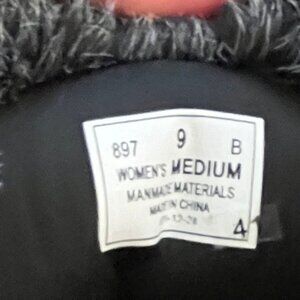 897 9 B
WOMEN'S MEDIUM
MANMADE MATERIALS
MADE IN CHINA
4